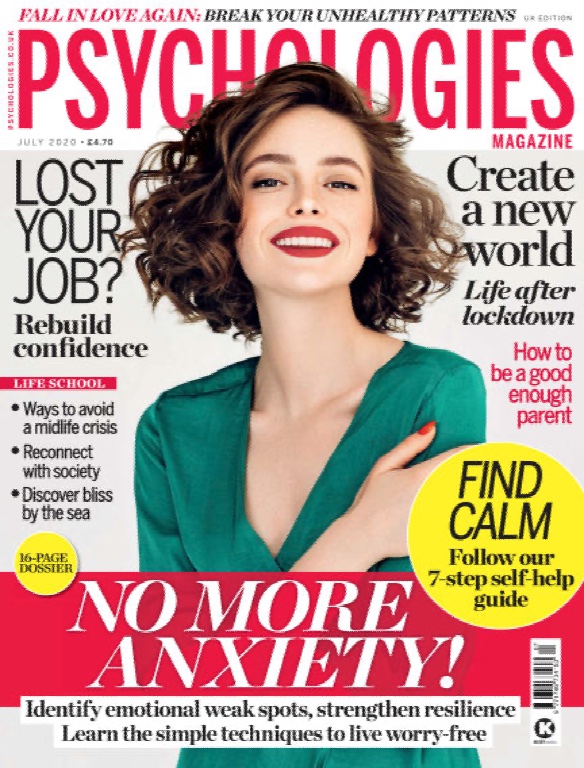 FALL IN LOVE AGAIN: BREAK YOUR UNHEALTHY PATTERNS
UK EDITION
PSYCHOLOGIES.CO.UK
PSYCHOLOGIES
MAGAZINE
JULY 2020 • £4.70
LOST
YOUR
JOB?
Rebuild
confidence
LIFE SCHOOL
• Ways to avoid
a midlife crisis
• Reconnect
with society
• Discover bliss
by the sea
16-PAGE
DOSSIER
Create
a new
world
Life after
lockdown
How to
be a good
enough
parent
FIND
CALM
Follow our
7-step self-help
guide
NO MORE
ANXIETY!
Identify emotional weak spots, strengthen resilience
Learn the simple techniques to live worry-free
K